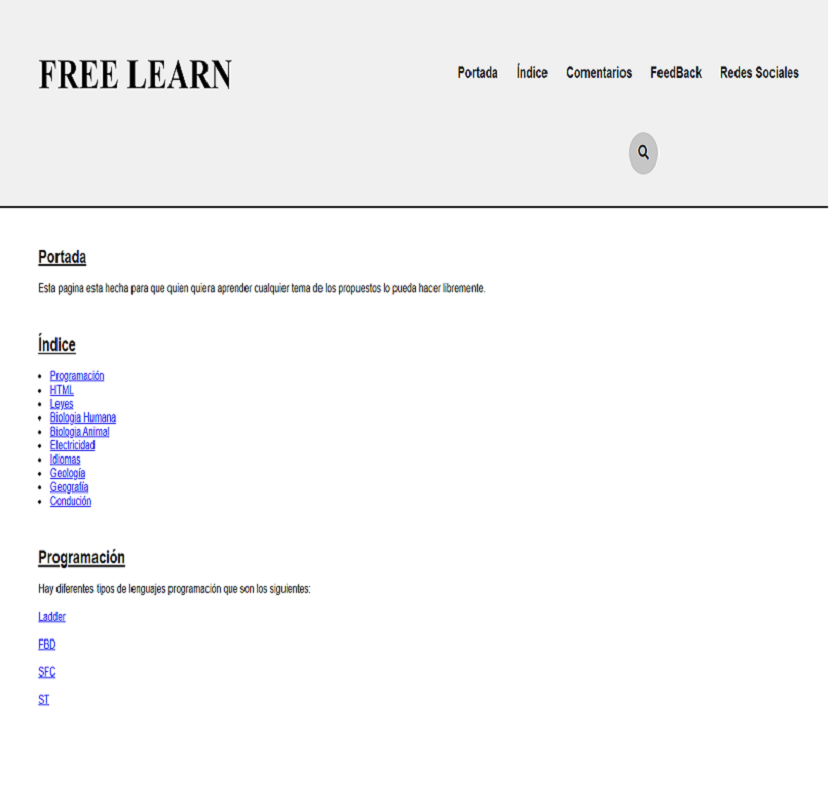 FREE LEARN
Portada Índice Comentarios FeedBack Redes Sociales
Portada
Esta pagina esta hecha para que quien quiera aprender cualquier tema de los propuestos lo pueda hacer libremente.
Índice
Programación
HTML
Leyes
Biologia Humana
Biologia Animal
Electricidad
Idiomas
Geología
Geografía
Condución
Programación
Hay diferentes tipos de lenguajes programación que son los siguientes:
Ladder
FBD
SFC
ST